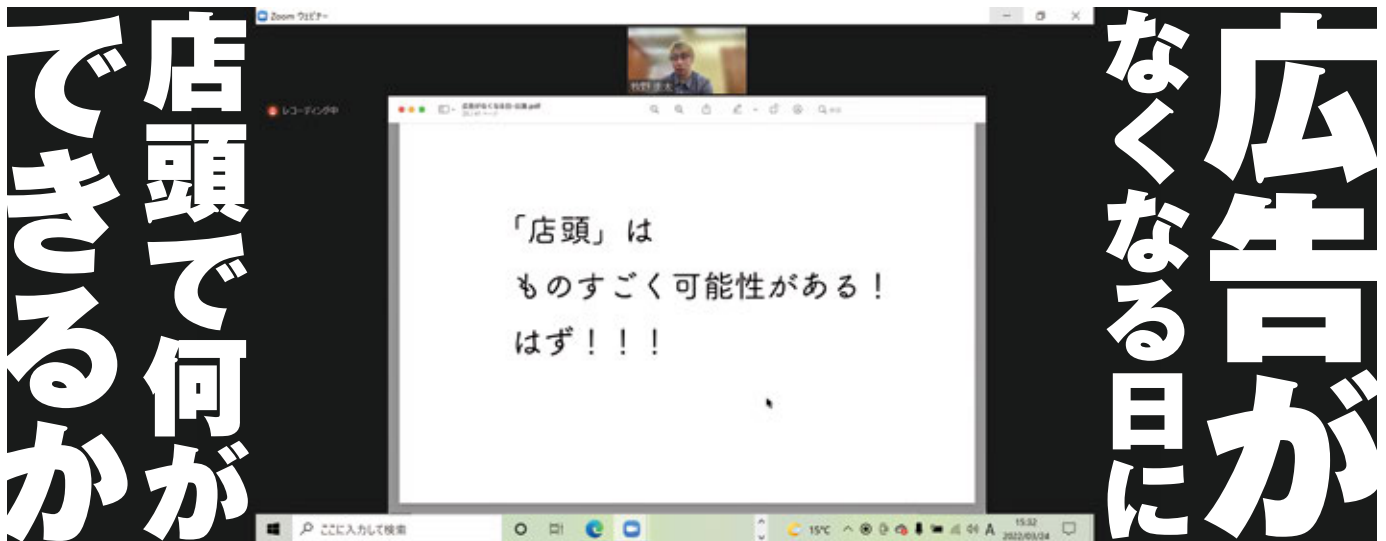 広告が
なくなる日に
店頭で何が
できるか
Zoom ウェビナー
レコーディング中
「店頭」は
ものすごく可能性がある！
はず！！！
ここに入力して検索
15℃
A
15:32
2022/03/24